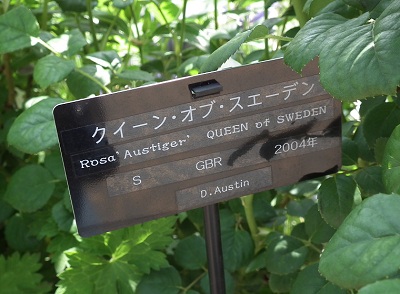 クイーン・オブ・スエーデン
Rosa'Austiger' QUEEN of SWEDEN
S GBR 2004年
D.Austin